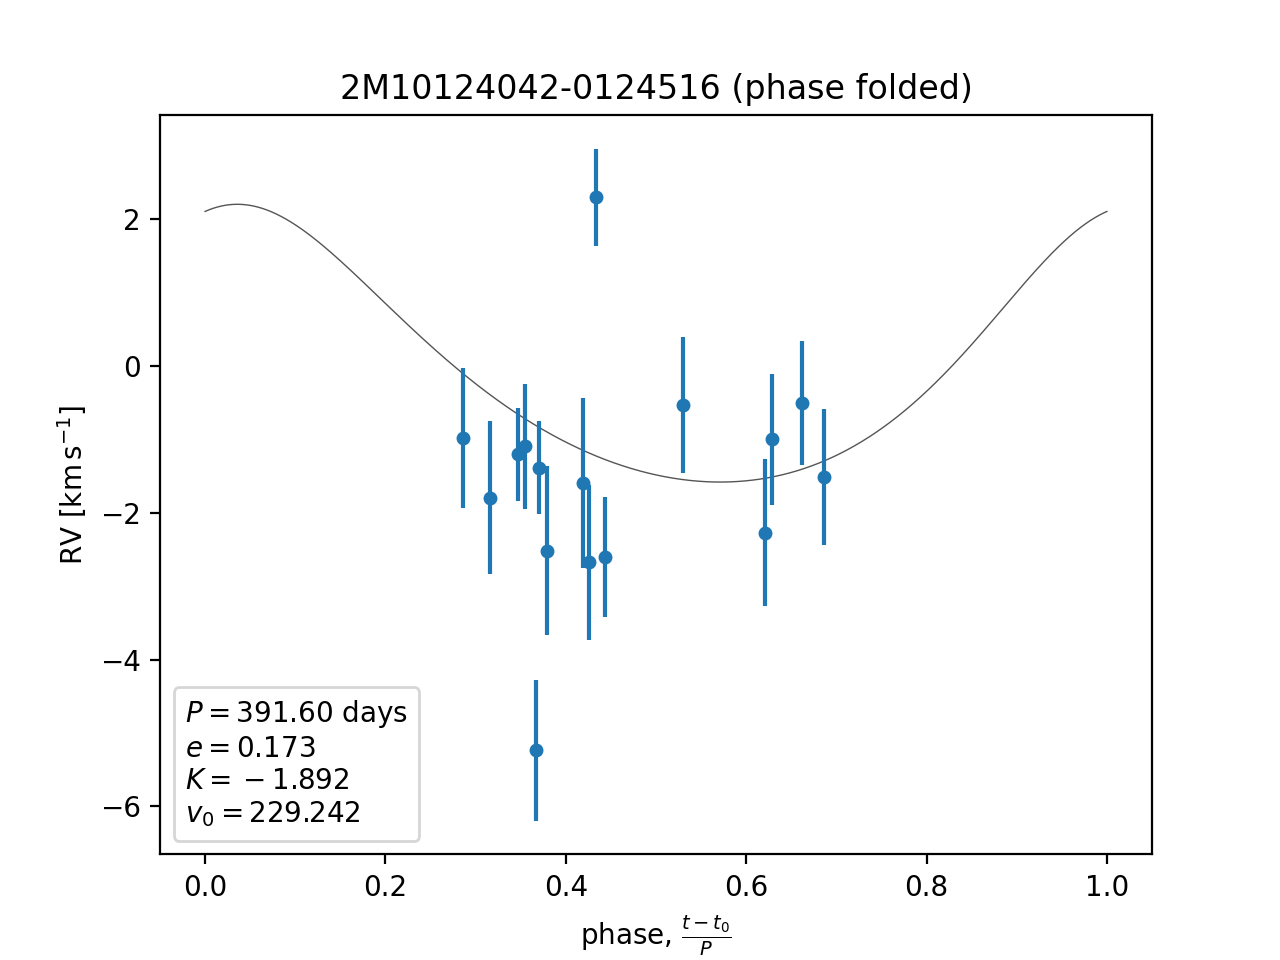 2M10124042-0124516 (phase folded)
RV [km s⁻¹]
2
0
−2
−4
−6
P = 391.60 days
e = 0.173
K = −1.892
v₀ = 229.242
0.0 0.2 0.4 0.6 0.8 1.0
phase, (t − t₀)/P